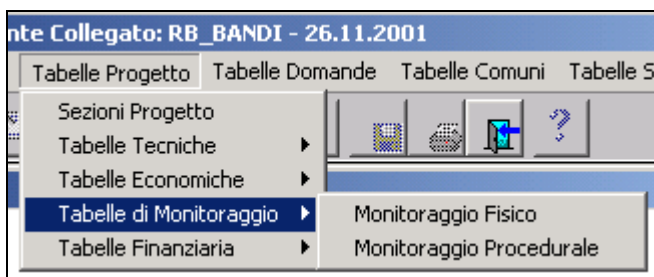 nte Collegato: RB_BANDI - 26.11.2001
Tabelle Progetto Tabelle Domande Tabelle Comuni Tabelle S
Sezioni Progetto
Tabelle Tecniche
Tabelle Economiche
Tabelle di Monitoraggio Monitoraggio Fisico
Tabelle Finanziaria Monitoraggio Procedurale